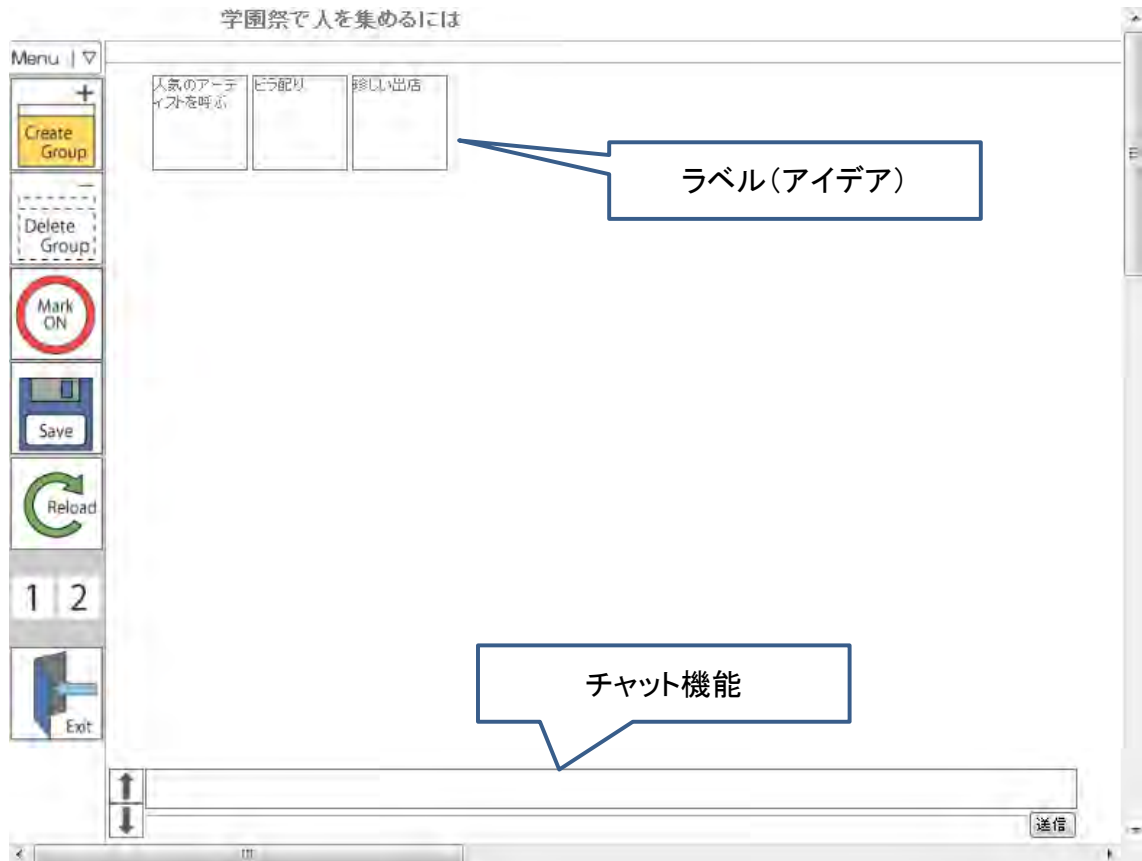 学園祭で人を集めるには
Menu | ▽
+
Create
Group
人気のアーテ
ィストを呼ぶ
ビラ配り
珍しい出店
ラベル(アイデア)
Delete
Group
Mark
ON
Save
Reload
1 2
チャット機能
Exit
送信